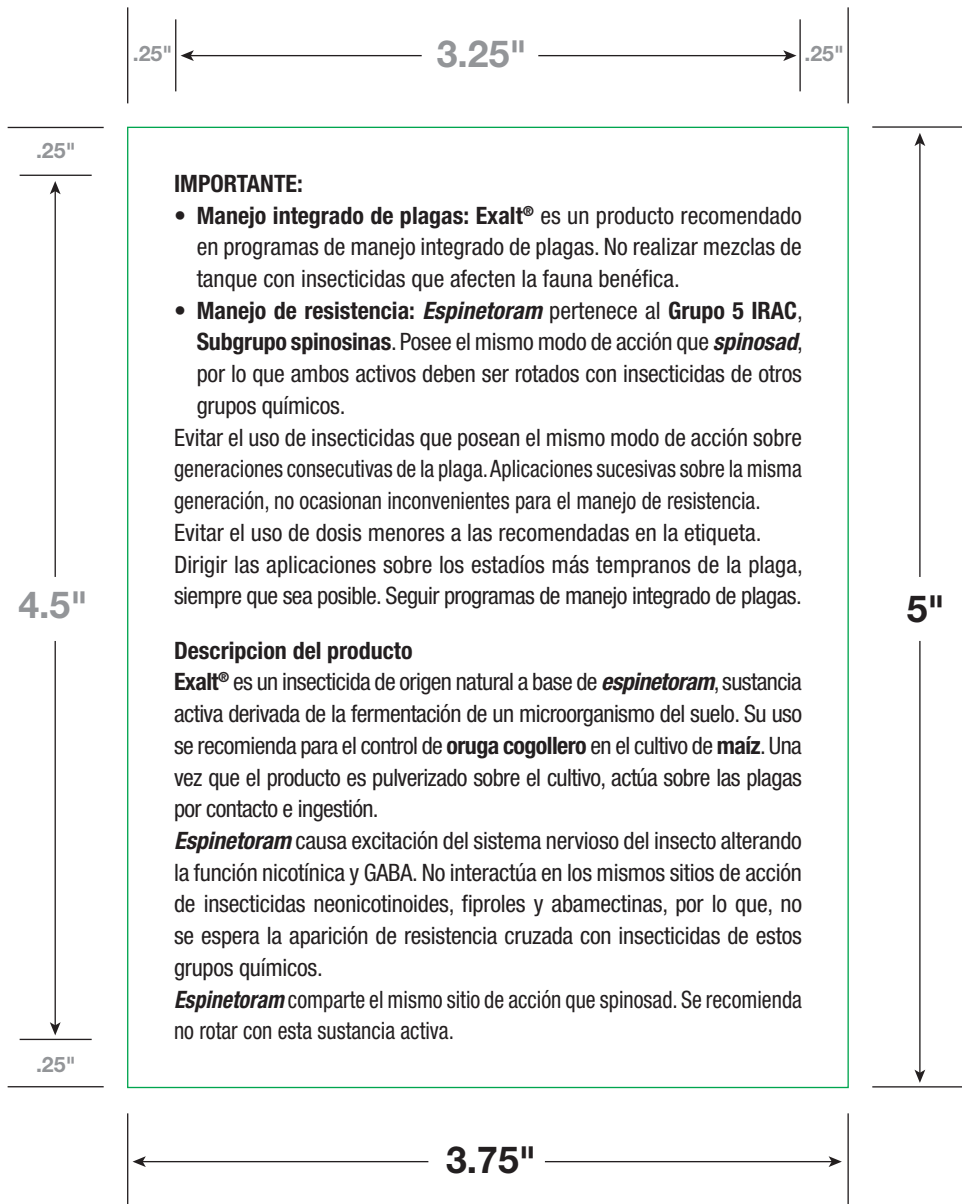 .25"
3.25"
.25"
.25"
IMPORTANTE:
• Manejo integrado de plagas: Exalt® es un producto recomendado
en programas de manejo integrado de plagas. No realizar mezclas de
tanque con insecticidas que afecten la fauna benéfica.
• Manejo de resistencia: Espinetoram pertenece al Grupo 5 IRAC,
Subgrupo spinosinas. Posee el mismo modo de acción que spinosad,
por lo que ambos activos deben ser rotados con insecticidas de otros
grupos químicos.
Evitar el uso de insecticidas que posean el mismo modo de acción sobre
generaciones consecutivas de la plaga. Aplicaciones sucesivas sobre la misma
generación, no ocasionan inconvenientes para el manejo de resistencia.
Evitar el uso de dosis menores a las recomendadas en la etiqueta.
Dirigir las aplicaciones sobre los estadíos más tempranos de la plaga,
siempre que sea posible. Seguir programas de manejo integrado de plagas.
4.5"
5"
Descripcion del producto
Exalt® es un insecticida de origen natural a base de espinetoram, sustancia
activa derivada de la fermentación de un microorganismo del suelo. Su uso
se recomienda para el control de oruga cogollero en el cultivo de maíz. Una
vez que el producto es pulverizado sobre el cultivo, actúa sobre las plagas
por contacto e ingestión.
Espinetoram causa excitación del sistema nervioso del insecto alterando
la función nicotínica y GABA. No interactúa en los mismos sitios de acción
de insecticidas neonicotinoides, fiproles y abamectinas, por lo que, no
se espera la aparición de resistencia cruzada con insecticidas de estos
grupos químicos.
Espinetoram comparte el mismo sitio de acción que spinosad. Se recomienda
no rotar con esta sustancia activa.
.25"
3.75"